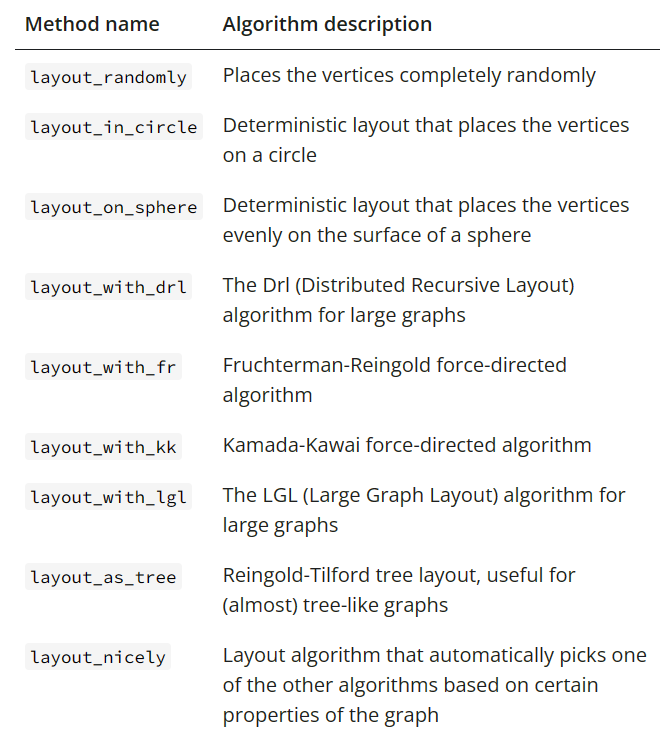 Method name Algorithm description
layout_randomly Places the vertices completely randomly
layout_in_circle Deterministic layout that places the vertices
on a circle
layout_on_sphere Deterministic layout that places the vertices
evenly on the surface of a sphere
layout_with_drl The Drl (Distributed Recursive Layout)
algorithm for large graphs
layout_with_fr Fruchterman-Reingold force-directed
algorithm
layout_with_kk Kamada-Kawai force-directed algorithm
layout_with_lgl The LGL (Large Graph Layout) algorithm for
large graphs
layout_as_tree Reingold-Tilford tree layout, useful for
(almost) tree-like graphs
layout_nicely Layout algorithm that automatically picks one
of the other algorithms based on certain
properties of the graph